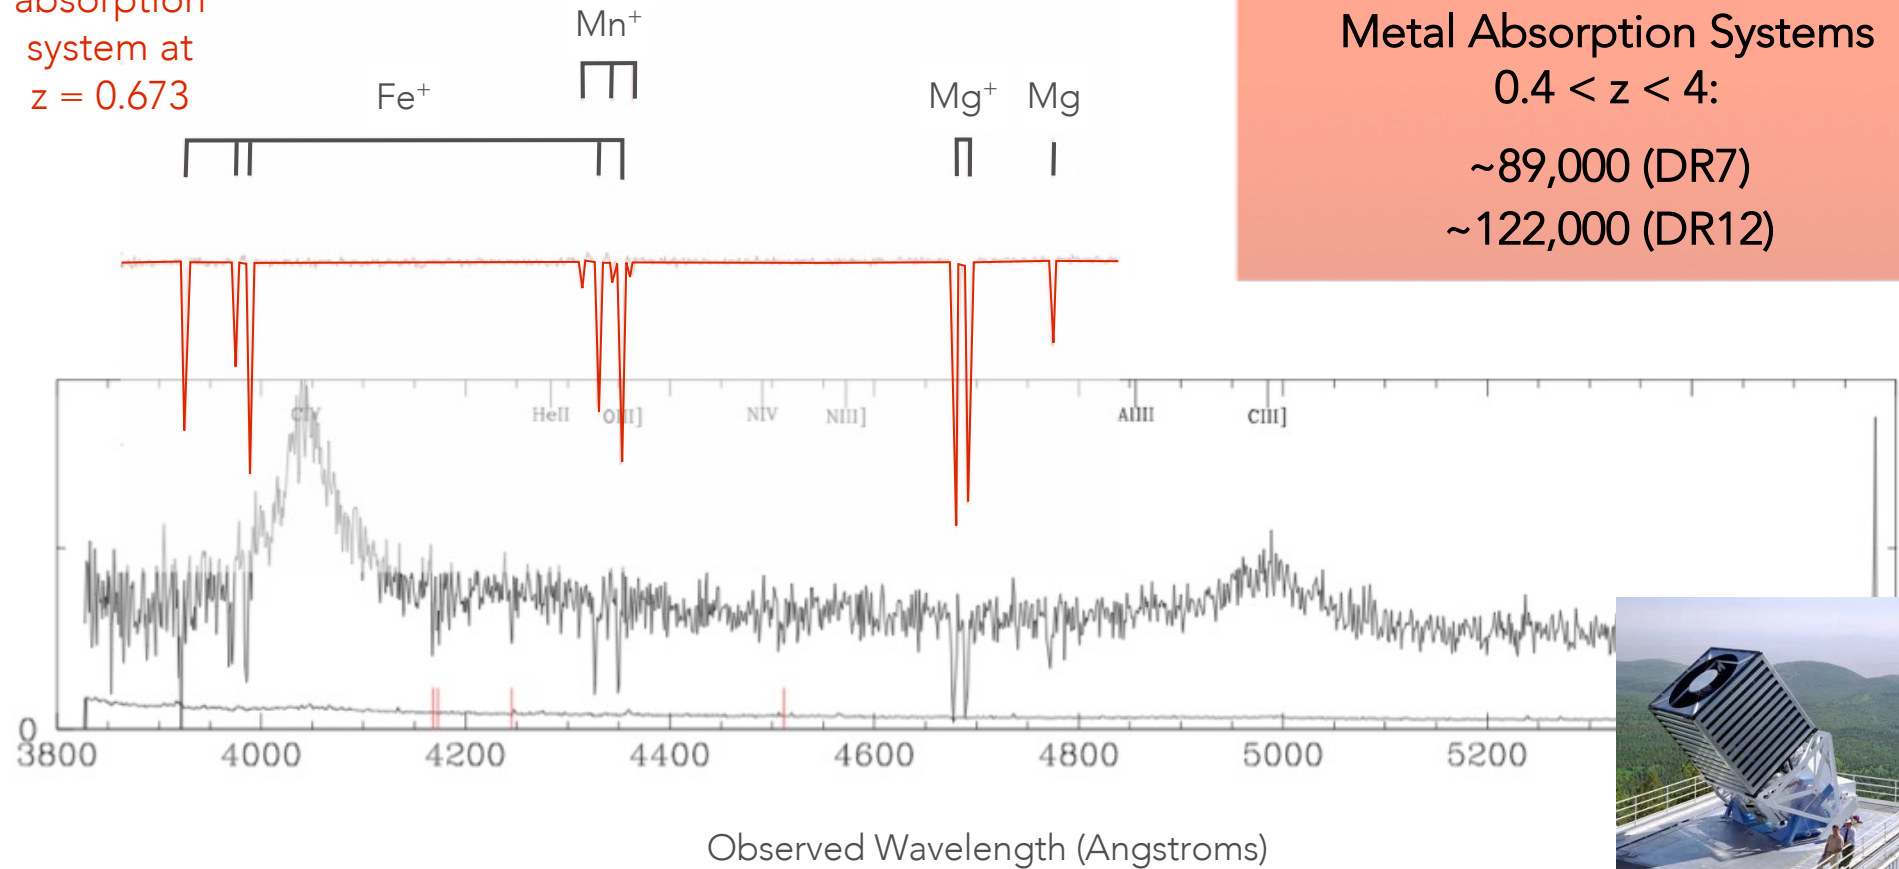 absorption
system at
z = 0.673
Mn⁺
Fe⁺
Mg⁺ Mg
Metal Absorption Systems
0.4 < z < 4:
~89,000 (DR7)
~122,000 (DR12)
CIV HeII OIII] NIV NIII] AlIII CIII]
0
3800 4000 4200 4400 4600 4800 5000 5200
Observed Wavelength (Angstroms)